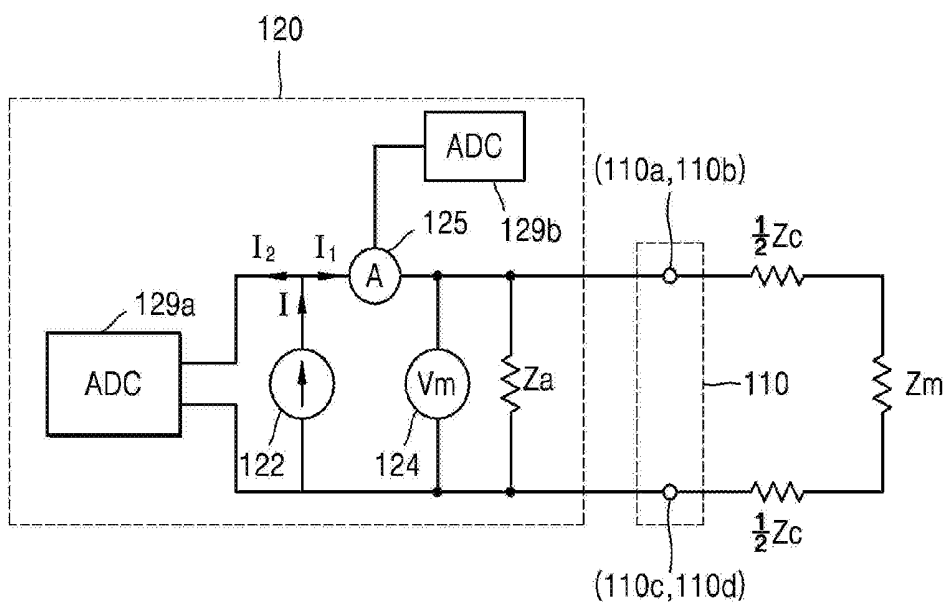 120
ADC
(110a,110b)
125
129b
½Zc
I₂
I₁
A
129a
I
ADC
Vm
Za
110
Zm
122
124
½Zc
(110c,110d)